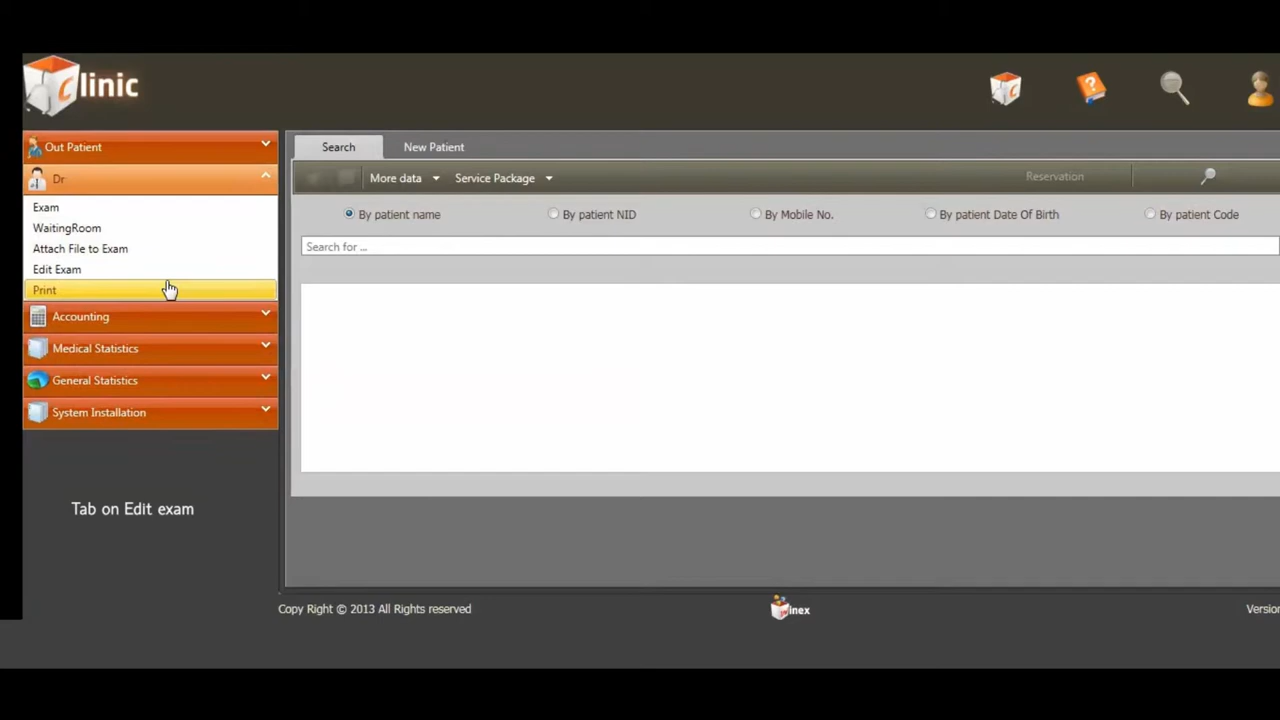 clinic
Out Patient
Dr
Exam
WaitingRoom
Attach File to Exam
Edit Exam
Print
Accounting
Medical Statistics
General Statistics
System Installation
Tab on Edit exam
Search
New Patient
More data
Service Package
Reservation
By patient name
By patient NID
By Mobile No.
By patient Date Of Birth
By patient Code
Search for ...
Copy Right © 2013 All Rights reserved